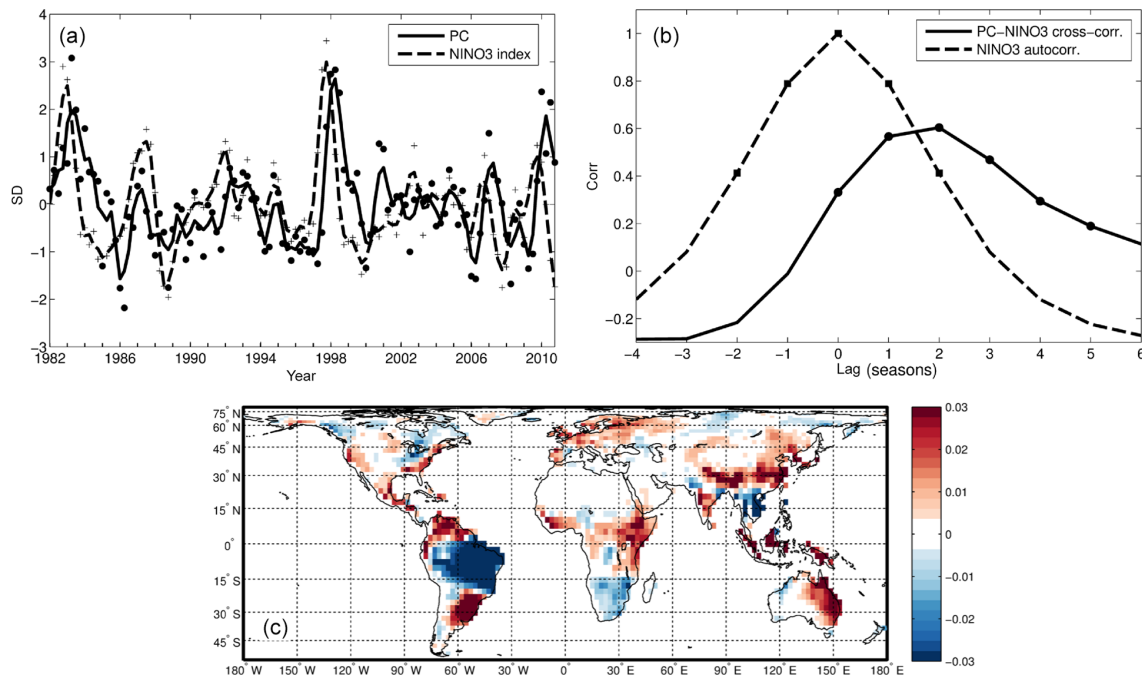 (a)
PC
NINO3 index
4
3
2
1
0
-1
-2
-3
SD
1982 1986 1990 1994 1998 2002 2006 2010
Year
(b)
PC−NINO3 cross−corr.
NINO3 autocorr.
1
0.8
0.6
0.4
0.2
0
-0.2
Corr
-4 -3 -2 -1 0 1 2 3 4 5 6
Lag (seasons)
75° N
60° N
45° N
30° N
15° N
0°
15° S
30° S
45° S
(c)
180° W 150° W 120° W 90° W 60° W 30° W 0° 30° E 60° E 90° E 120° E 150° E 180° E
0.03
0.02
0.01
0
-0.01
-0.02
-0.03